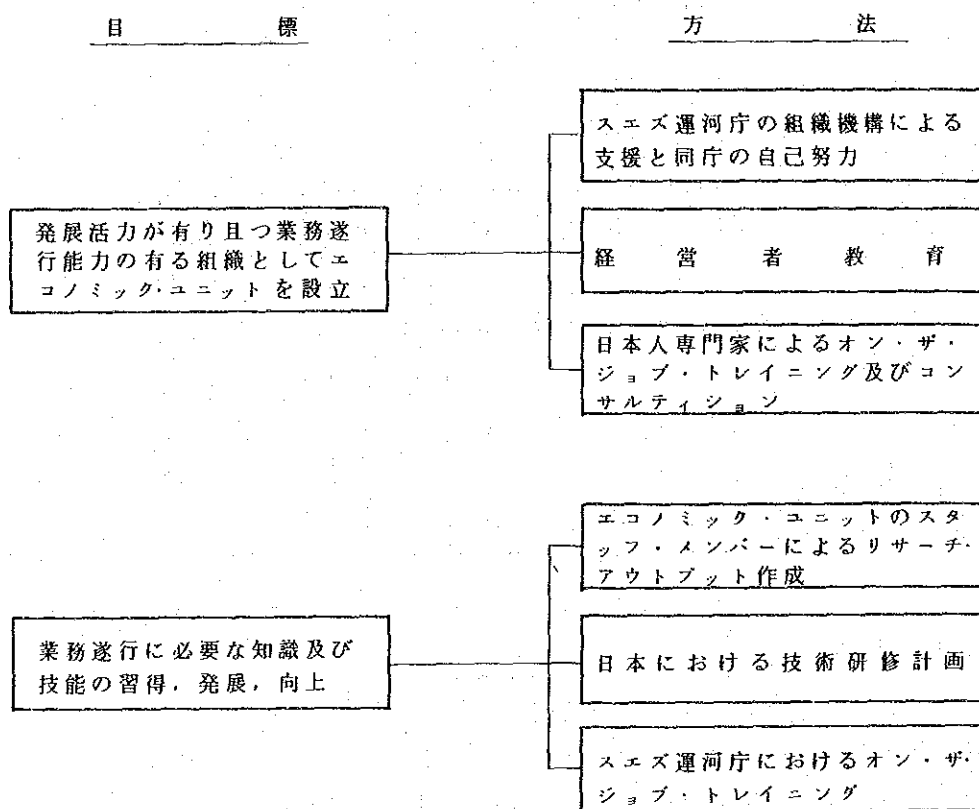 目標
方法
スエズ運河庁の組織機構による
支援と同庁の自己努力
発展活力が有り且つ業務遂
行能力の有る組織としてエ
コノミック・ユニットを設立
経営者教育
日本人専門家によるオン・ザ・
ジョブ・トレイニング及びコン
サルティション
エコノミック・ユニットのスタ
ッフ・メンバーによるリサーチ・
アウトプット作成
業務遂行に必要な知識及び
技能の習得,発展,向上
日本における技術研修計画
スエズ運河庁におけるオン・ザ・
ジョブ・トレイニング